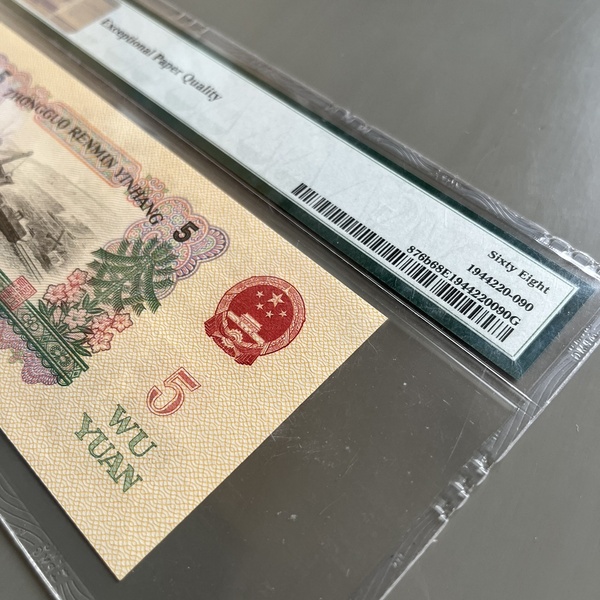 Exceptional Paper Quality
Sixty Eight
1944220-090
876b68E1944220090G
ZHONGGUO RENMIN YINHANG
5
5
WU
YUAN